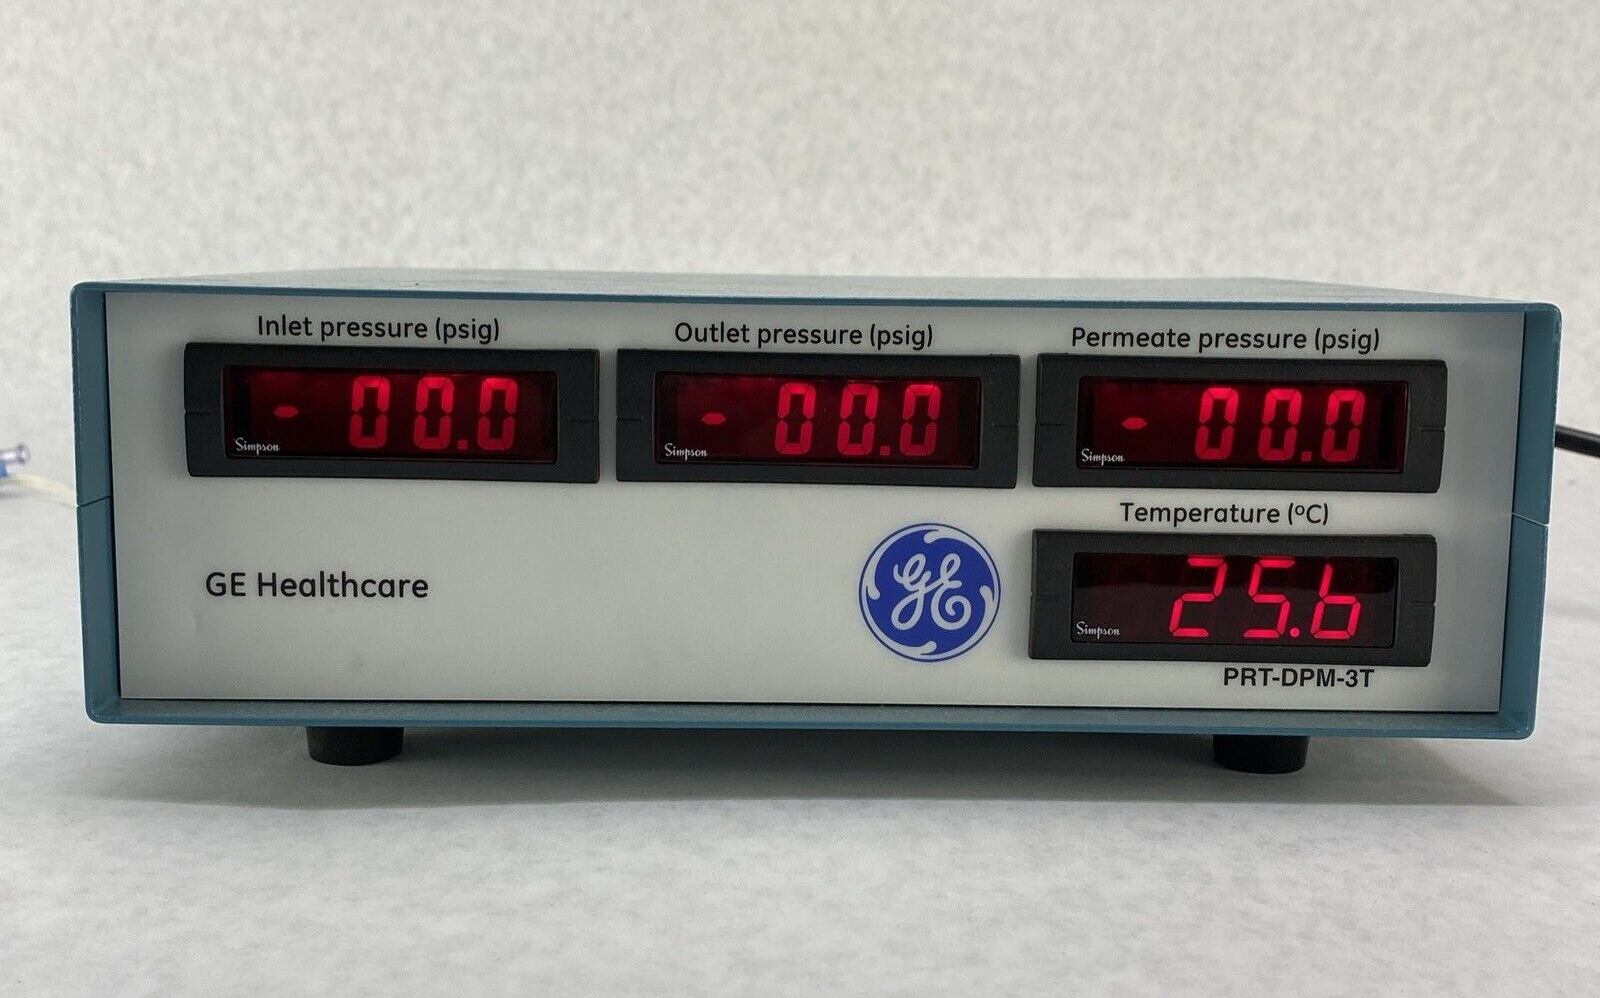 Inlet pressure (psig)
Outlet pressure (psig)
Permeate pressure (psig)
- 00.0
- 00.0
- 00.0
Simpson
Simpson
Simpson
Temperature (ºC)
25.6
Simpson
GE Healthcare
GE
PRT-DPM-3T